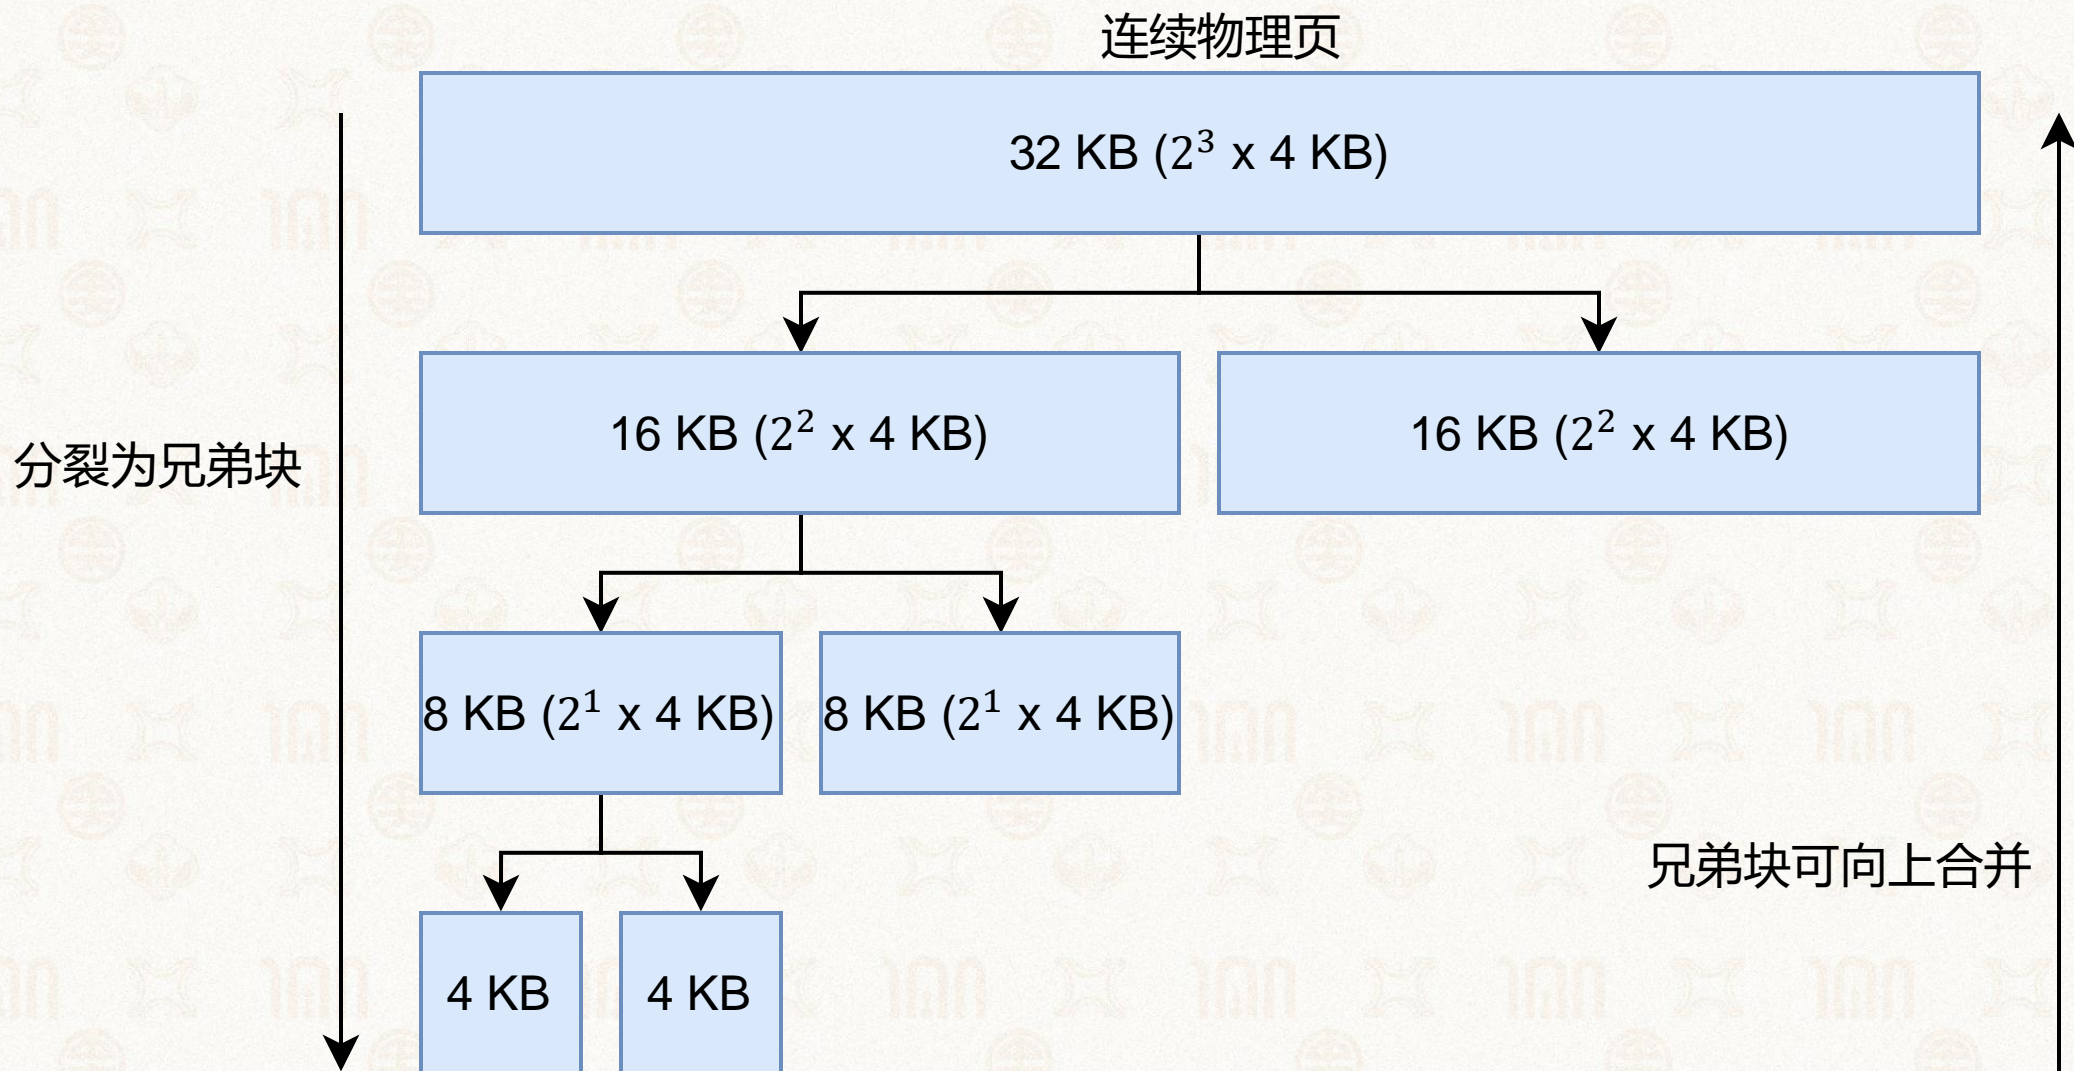 连续物理页
32 KB (2³ x 4 KB)
16 KB (2² x 4 KB)
16 KB (2² x 4 KB)
分裂为兄弟块
8 KB (2¹ x 4 KB)
8 KB (2¹ x 4 KB)
兄弟块可向上合并
4 KB
4 KB